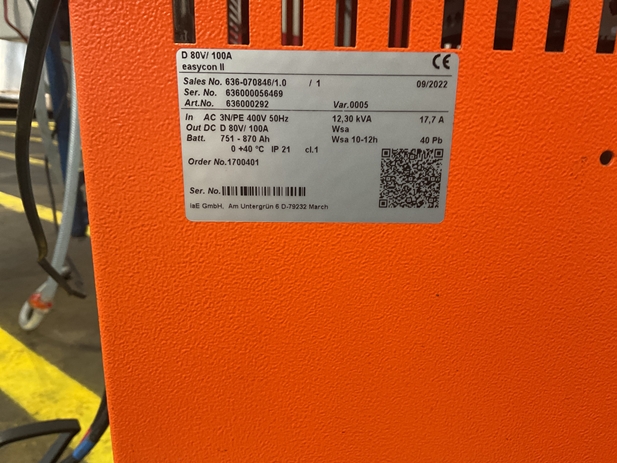 D 80V/ 100A
easycon II
CE
Sales No. 636-070846/1.0 / 1 09/2022
Ser. No. 636000056469
Art.No. 636000292 Var.0005
In AC 3N/PE 400V 50Hz 12,30 kVA 17,7 A
Out DC D 80V/ 100A Wsa
Batt. 751 - 870 Ah Wsa 10-12h 40 Pb
0 +40 °C IP 21 cl.1
Order No.1700401
Ser. No.
IaE GmbH, Am Untergrün 6 D-79232 March